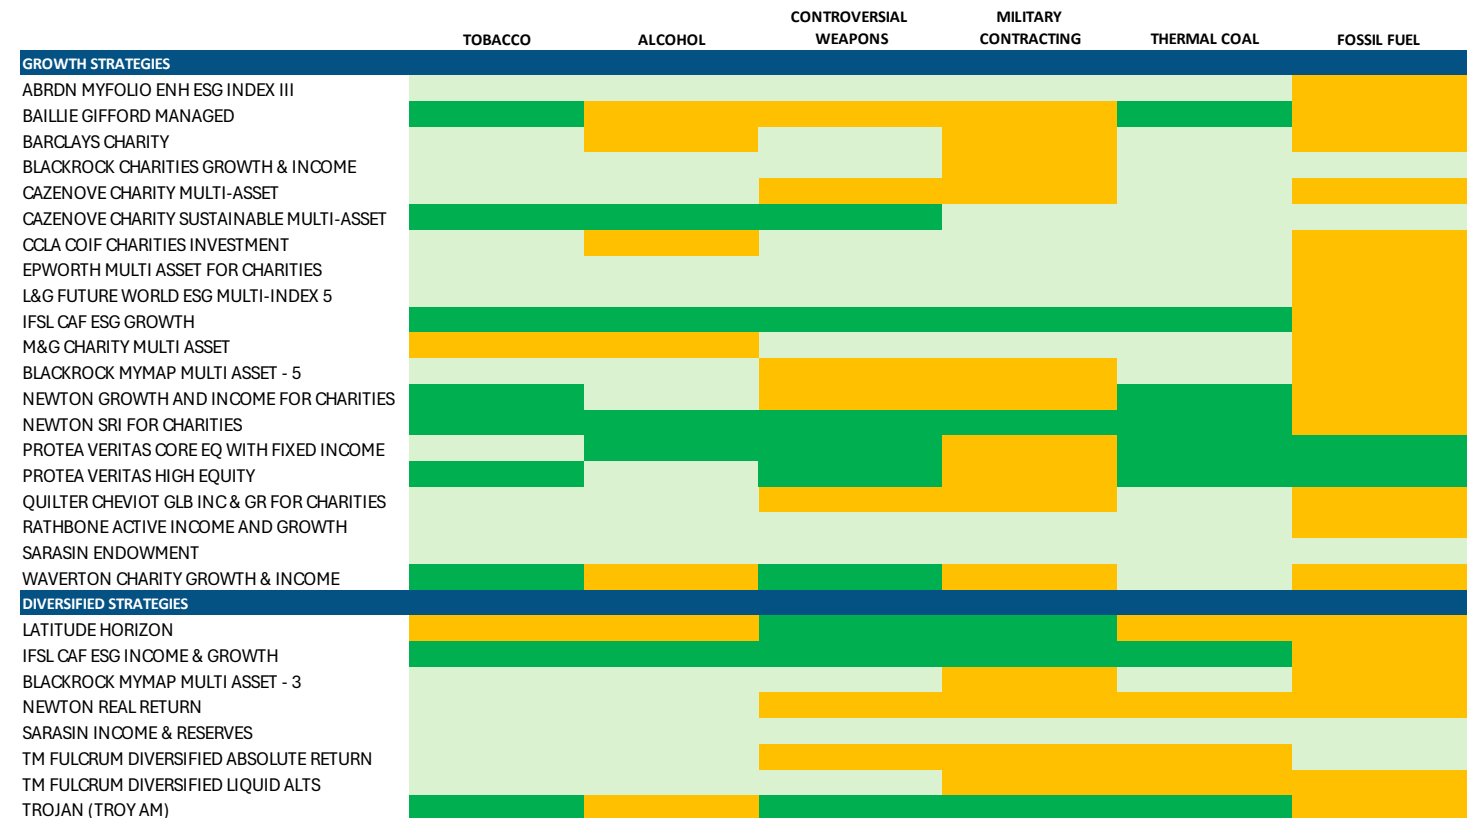 CONTROVERSIAL MILITARY
TOBACCO ALCOHOL WEAPONS CONTRACTING THERMAL COAL FOSSIL FUEL
GROWTH STRATEGIES
ABRDN MYFOLIO ENH ESG INDEX III
BAILLIE GIFFORD MANAGED
BARCLAYS CHARITY
BLACKROCK CHARITIES GROWTH & INCOME
CAZENOVE CHARITY MULTI-ASSET
CAZENOVE CHARITY SUSTAINABLE MULTI-ASSET
CCLA COIF CHARITIES INVESTMENT
EPWORTH MULTI ASSET FOR CHARITIES
L&G FUTURE WORLD ESG MULTI-INDEX 5
IFSL CAF ESG GROWTH
M&G CHARITY MULTI ASSET
BLACKROCK MYMAP MULTI ASSET - 5
NEWTON GROWTH AND INCOME FOR CHARITIES
NEWTON SRI FOR CHARITIES
PROTEA VERITAS CORE EQ WITH FIXED INCOME
PROTEA VERITAS HIGH EQUITY
QUILTER CHEVIOT GLB INC & GR FOR CHARITIES
RATHBONE ACTIVE INCOME AND GROWTH
SARASIN ENDOWMENT
WAVERTON CHARITY GROWTH & INCOME
DIVERSIFIED STRATEGIES
LATITUDE HORIZON
IFSL CAF ESG INCOME & GROWTH
BLACKROCK MYMAP MULTI ASSET - 3
NEWTON REAL RETURN
SARASIN INCOME & RESERVES
TM FULCRUM DIVERSIFIED ABSOLUTE RETURN
TM FULCRUM DIVERSIFIED LIQUID ALTS
TROJAN (TROY AM)